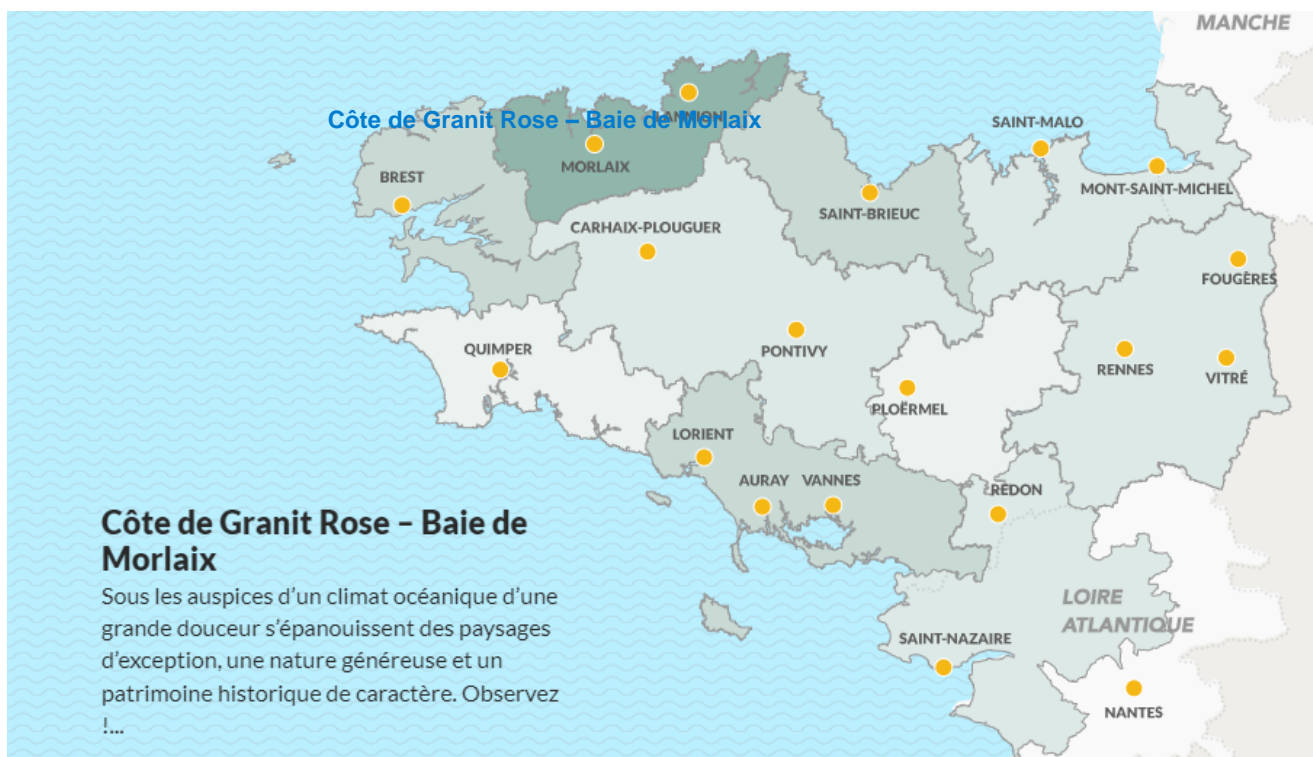 MANCHE
Côte de Granit Rose – Baie de Morlaix
LANNION
SAINT-MALO
MORLAIX
BREST
MONT-SAINT-MICHEL
SAINT-BRIEUC
CARHAIX-PLOUGUER
FOUGÈRES
QUIMPER
PONTIVY
RENNES
VITRÉ
PLOËRMEL
LORIENT
AURAY
VANNES
REDON
Côte de Granit Rose – Baie de
Morlaix
Sous les auspices d’un climat océanique d’une
grande douceur s’épanouissent des paysages
d’exception, une nature généreuse et un
patrimoine historique de caractère. Observez
!...
LOIRE
ATLANTIQUE
SAINT-NAZAIRE
NANTES